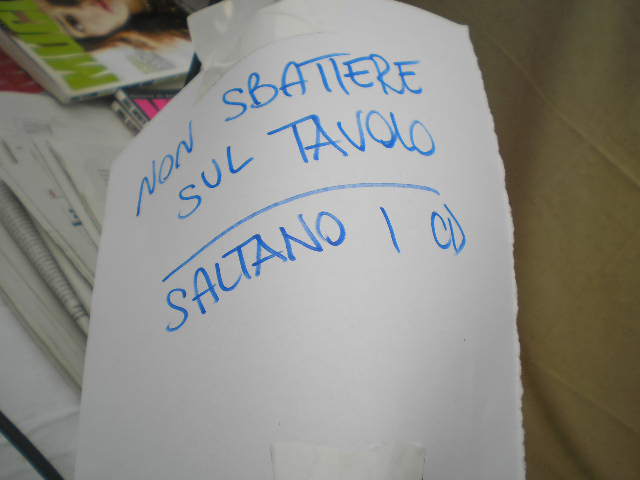 NON SBATTERE
SUL TAVOLO
SALTANO I CD